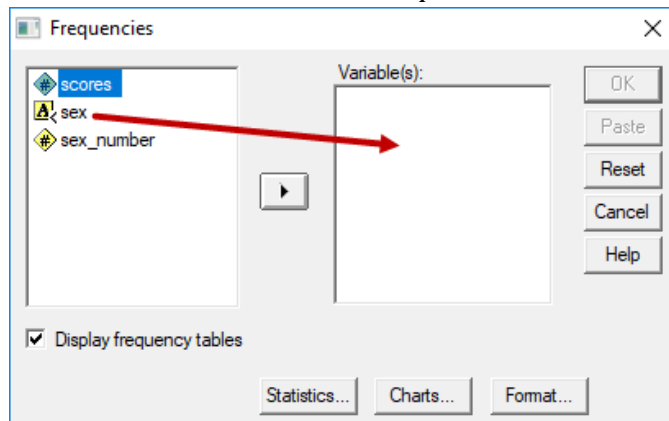 Frequencies
scores
sex
sex_number
Variable(s):
OK
Paste
Reset
Cancel
Help
Display frequency tables
Statistics...
Charts...
Format...